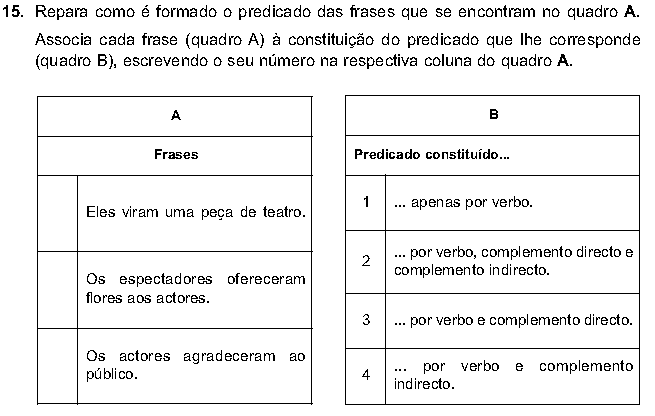 15. Repara como é formado o predicado das frases que se encontram no quadro A.
Associa cada frase (quadro A) à constituição do predicado que lhe corresponde
(quadro B), escrevendo o seu número na respectiva coluna do quadro A.
A
Frases
Eles viram uma peça de teatro.
Os espectadores ofereceram
flores aos actores.
Os actores agradeceram ao
público.
B
Predicado constituído...
1 ... apenas por verbo.
2 ... por verbo, complemento directo e
complemento indirecto.
3 ... por verbo e complemento directo.
4 ... por verbo e complemento
indirecto.